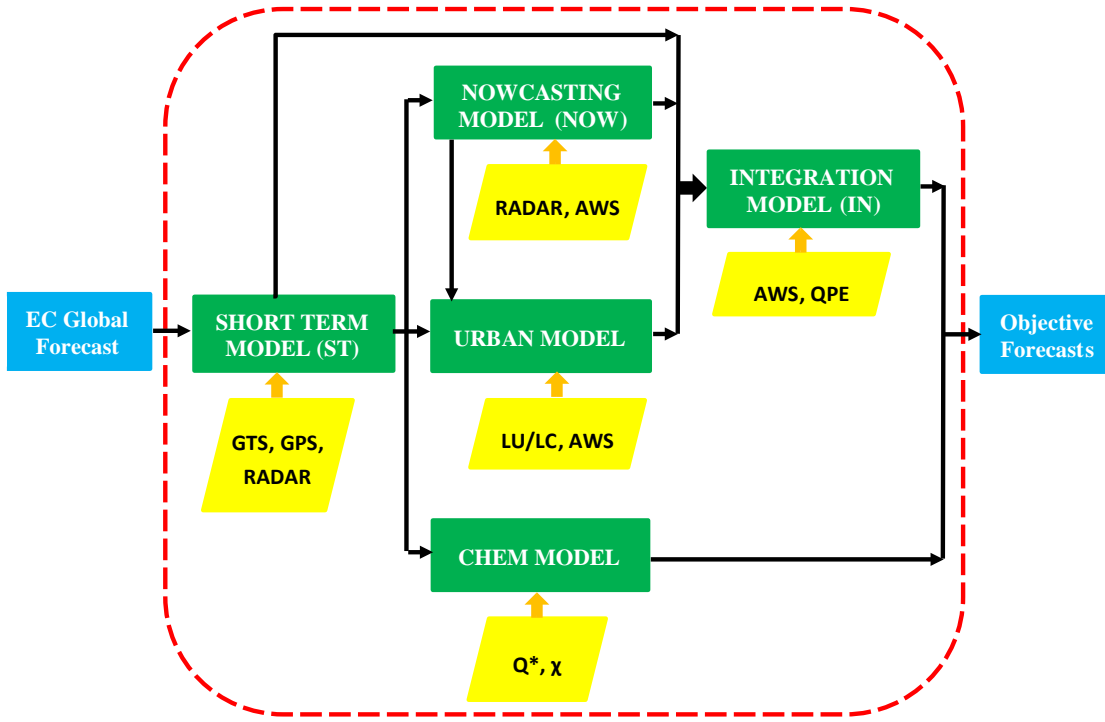 NOWCASTING
MODEL (NOW)
RADAR, AWS
INTEGRATION
MODEL (IN)
AWS, QPE
EC Global
Forecast
SHORT TERM
MODEL (ST)
URBAN MODEL
Objective
Forecasts
GTS, GPS,
RADAR
LU/LC, AWS
CHEM MODEL
Q*, χ